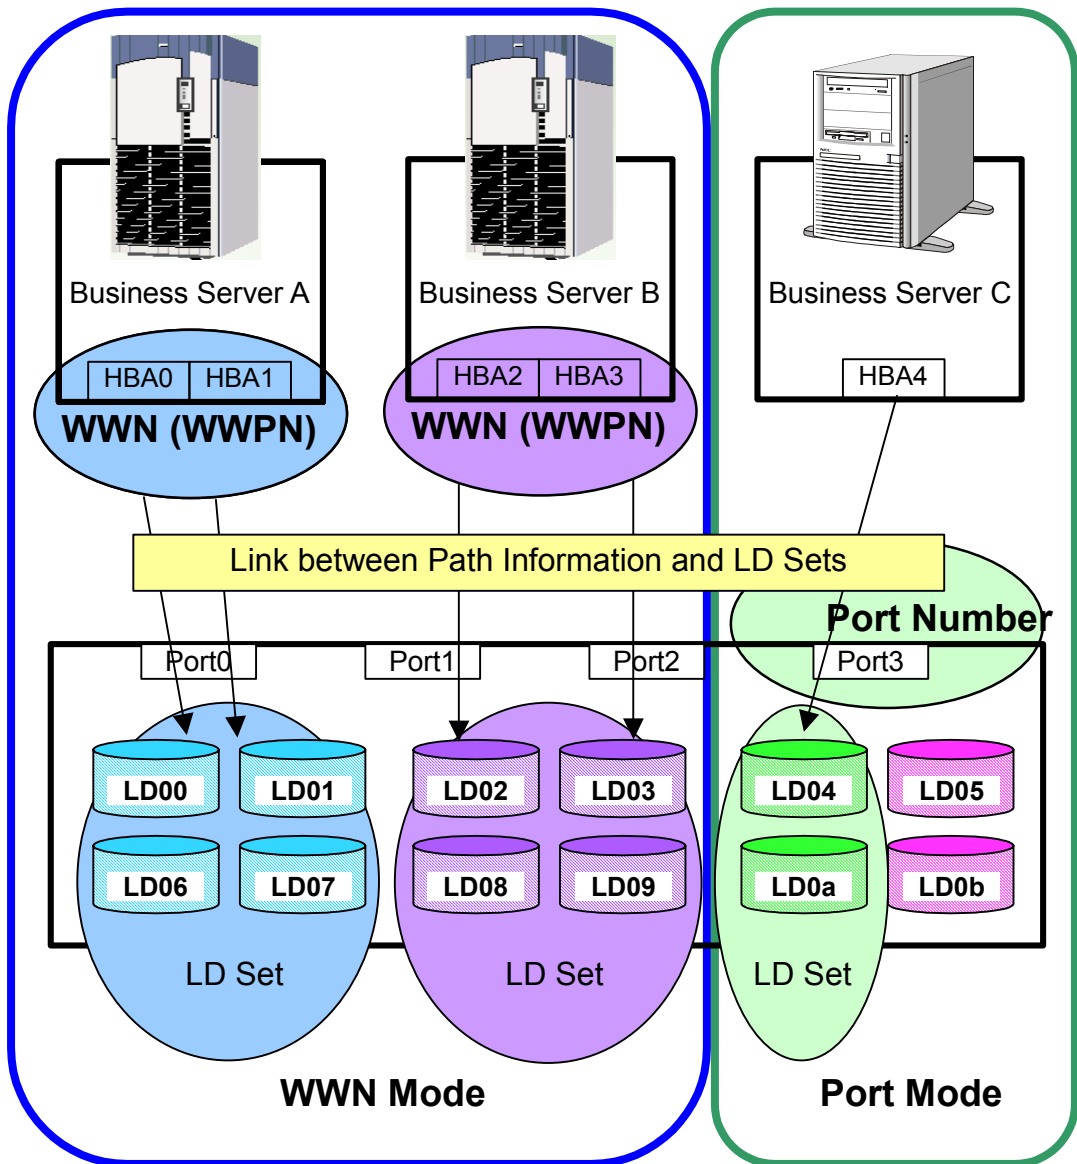 Business Server A
Business Server B
Business Server C
HBA0 HBA1
HBA2 HBA3
HBA4
WWN (WWPN)
WWN (WWPN)
Link between Path Information and LD Sets
Port Number
Port0
Port1
Port2
Port3
LD00
LD01
LD02
LD03
LD04
LD05
LD06
LD07
LD08
LD09
LD0a
LD0b
LD Set
LD Set
LD Set
WWN Mode
Port Mode